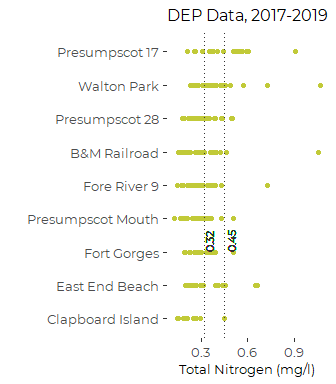 DEP Data, 2017-2019
Presumpscot 17
Walton Park
Presumpscot 28
B&M Railroad
Fore River 9
Presumpscot Mouth
0.32
0.45
Fort Gorges
East End Beach
Clapboard Island
0.3 0.6 0.9
Total Nitrogen (mg/l)